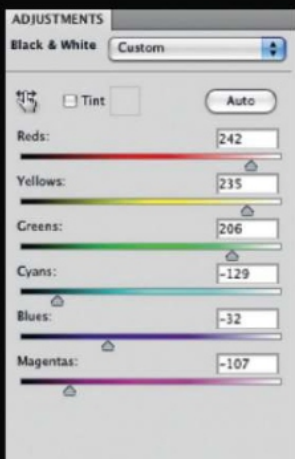 ADJUSTMENTS
Black & White Custom
Tint Auto
Reds: 242
Yellows: 235
Greens: 206
Cyans: -129
Blues: -32
Magentas: -107